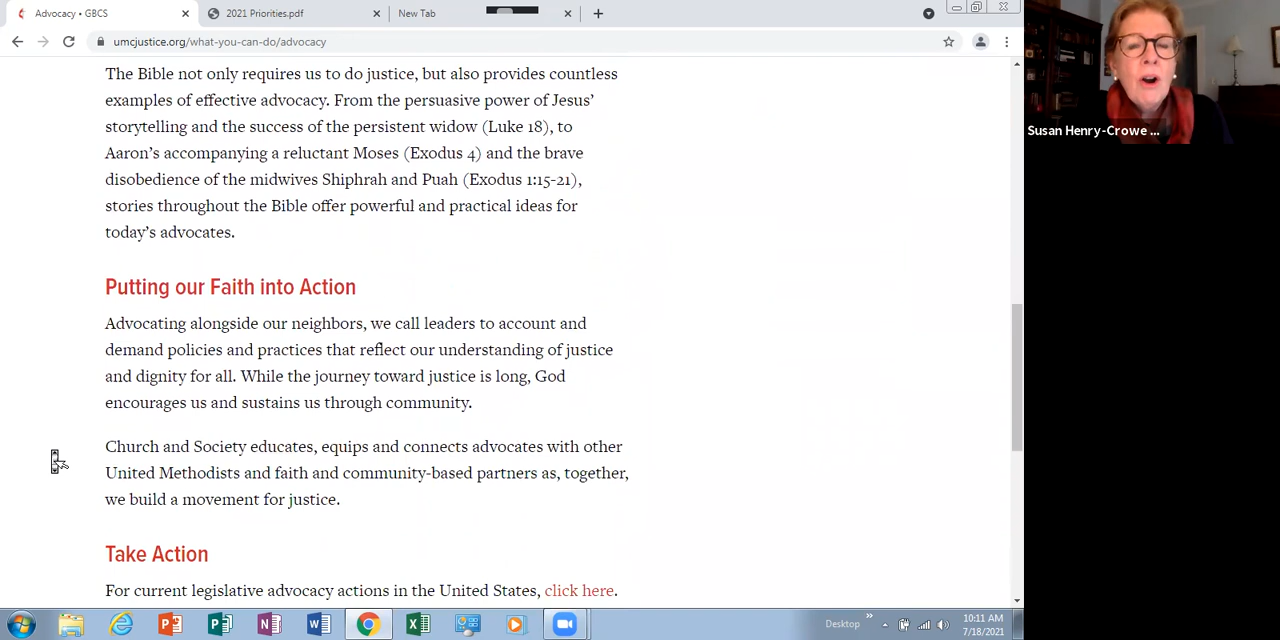 Advocacy • GBCS
2021 Priorities.pdf
New Tab
umcjustice.org/what-you-can-do/advocacy
The Bible not only requires us to do justice, but also provides countless
examples of effective advocacy. From the persuasive power of Jesus’
storytelling and the success of the persistent widow (Luke 18), to
Aaron’s accompanying a reluctant Moses (Exodus 4) and the brave
disobedience of the midwives Shiphrah and Puah (Exodus 1:15-21),
stories throughout the Bible offer powerful and practical ideas for
today’s advocates.
Putting our Faith into Action
Advocating alongside our neighbors, we call leaders to account and
demand policies and practices that reflect our understanding of justice
and dignity for all. While the journey toward justice is long, God
encourages us and sustains us through community.
Church and Society educates, equips and connects advocates with other
United Methodists and faith and community-based partners as, together,
we build a movement for justice.
Take Action
For current legislative advocacy actions in the United States, click here.
Susan Henry-Crowe ...
Desktop
10:11 AM
7/18/2021